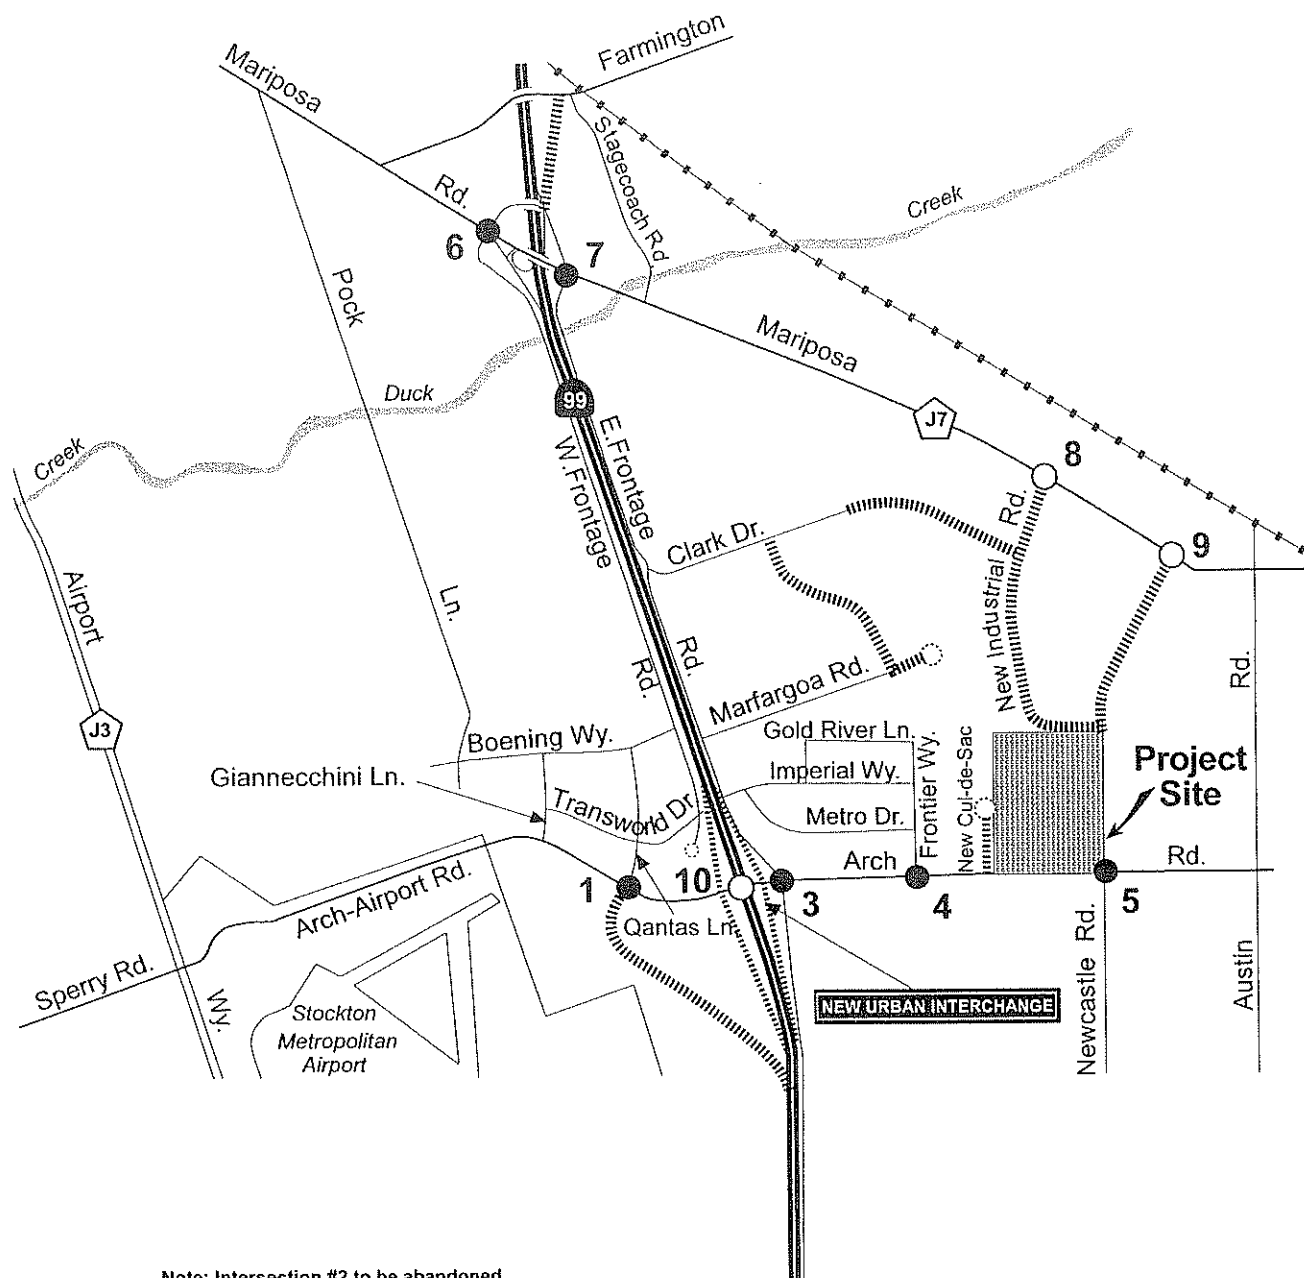 Farmington
Mariposa
Stagecoach Rd.
Rd.
Creek
6
7
Pock
Mariposa
Duck
99
J7
E.Frontage
W.Frontage
8
Creek
Rd.
9
Clark Dr.
Airport
New Industrial
Ln.
Rd.
Rd.
Rd.
Marfargoa Rd.
J3
Gold River Ln.
Boening Wy.
Frontier Wy.
New Cul-de-Sac
Project
Site
Giannecchini Ln.
Imperial Wy.
Transworld Dr.
Metro Dr.
Arch
Rd.
1
10
3
4
5
Arch-Airport Rd.
Qantas Ln.
Sperry Rd.
Newcastle Rd.
Austin
Wy.
NEW URBAN INTERCHANGE
Stockton
Metropolitan
Airport
Note: Intersection #2 to be abandoned